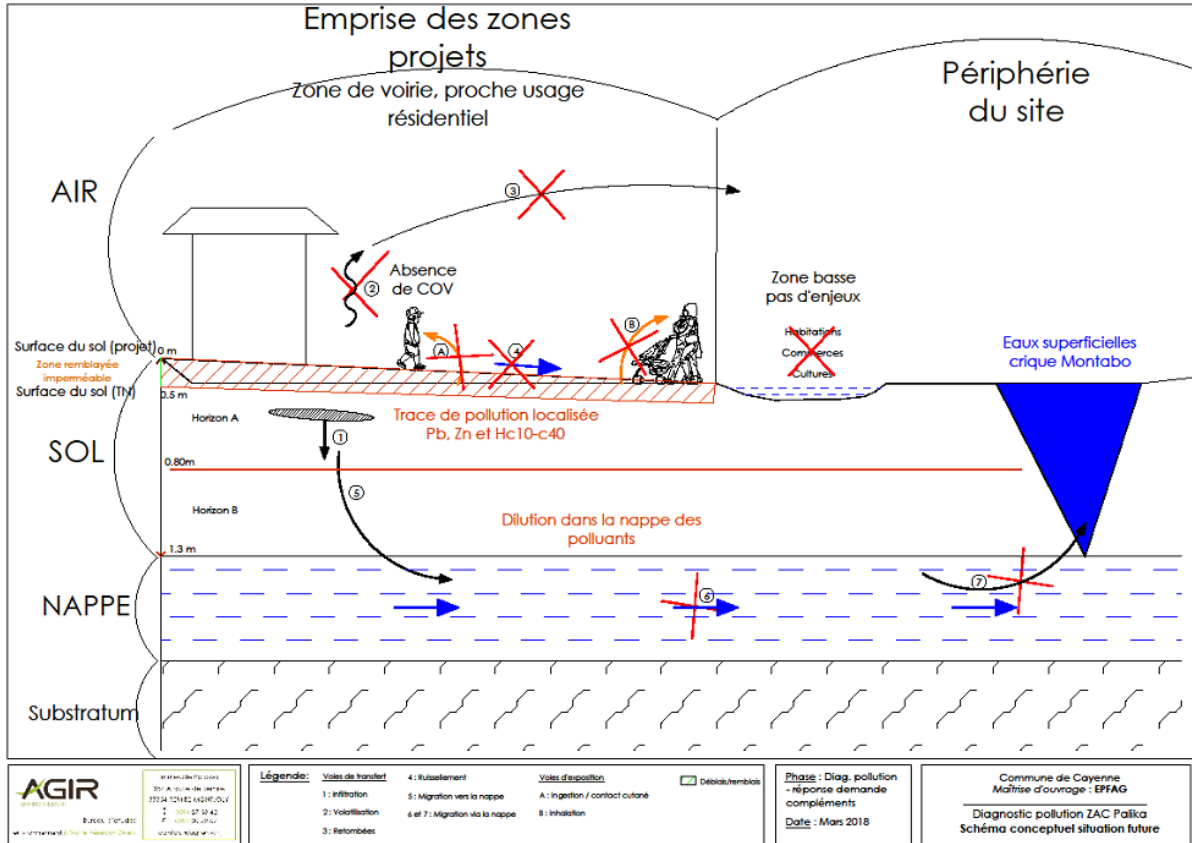 Emprise des zones
projets
Zone de voirie, proche usage
résidentiel
Périphérie
du site
AIR
3
2
Absence
de COV
A
4
B
Zone basse
pas d'enjeux
Habitations
Commerces
Cultures
Eaux superficielles
crique Montabo
Surface du sol (projet)
0 m
Zone remblayée
imperméable
Surface du sol (TN)
0.5 m
Horizon A
Trace de pollution localisée
Pb, Zn et Hc10-c40
1
SOL
0.80m
5
Horizon B
Dilution dans la nappe des
polluants
1.3 m
NAPPE
6
7
Substratum
AGIR
Bureau d'études
Légende:
Voies de transfert
1 : Infiltration
2 : Volatilisation
3 : Retombées
4 : Ruissellement
5 : Migration vers la nappe
6 et 7 : Migration via la nappe
Voies d'exposition
A : Ingestion / contact cutané
B : Inhalation
Déblais/remblais
Phase : Diag. pollution
- réponse demande
compléments
Date : Mars 2018
Commune de Cayenne
Maîtrise d'ouvrage : EPFAG
Diagnostic pollution ZAC Palika
Schéma conceptuel situation future